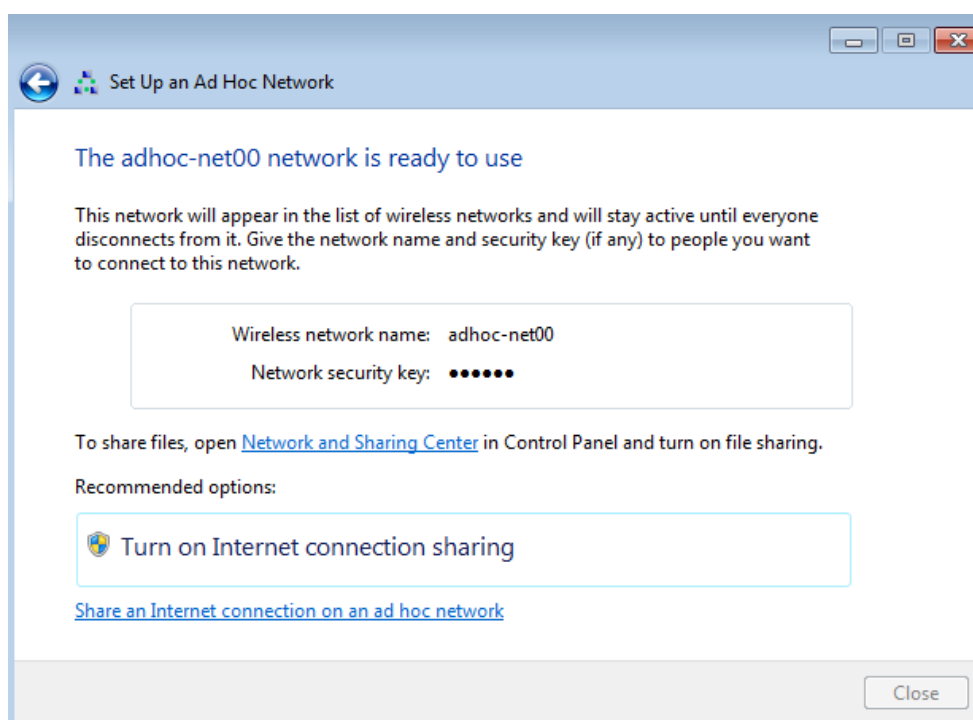 Set Up an Ad Hoc Network
The adhoc-net00 network is ready to use
This network will appear in the list of wireless networks and will stay active until everyone
disconnects from it. Give the network name and security key (if any) to people you want
to connect to this network.
Wireless network name: adhoc-net00
Network security key: ●●●●●●
To share files, open Network and Sharing Center in Control Panel and turn on file sharing.
Recommended options:
Turn on Internet connection sharing
Share an Internet connection on an ad hoc network
Close